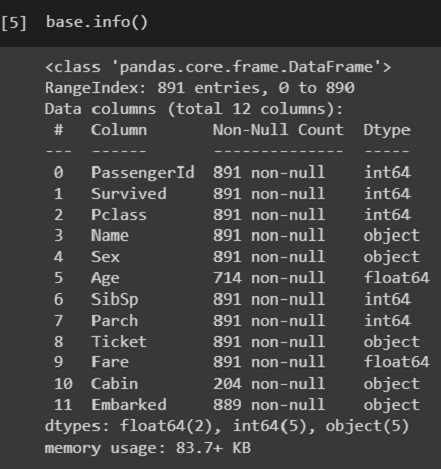 [5] base.info()
<class 'pandas.core.frame.DataFrame'>
RangeIndex: 891 entries, 0 to 890
Data columns (total 12 columns):
 #   Column       Non-Null Count  Dtype
---  ------       --------------  -----
 0   PassengerId  891 non-null    int64
 1   Survived     891 non-null    int64
 2   Pclass       891 non-null    int64
 3   Name         891 non-null    object
 4   Sex          891 non-null    object
 5   Age          714 non-null    float64
 6   SibSp        891 non-null    int64
 7   Parch        891 non-null    int64
 8   Ticket       891 non-null    object
 9   Fare         891 non-null    float64
 10  Cabin        204 non-null    object
 11  Embarked     889 non-null    object
dtypes: float64(2), int64(5), object(5)
memory usage: 83.7+ KB